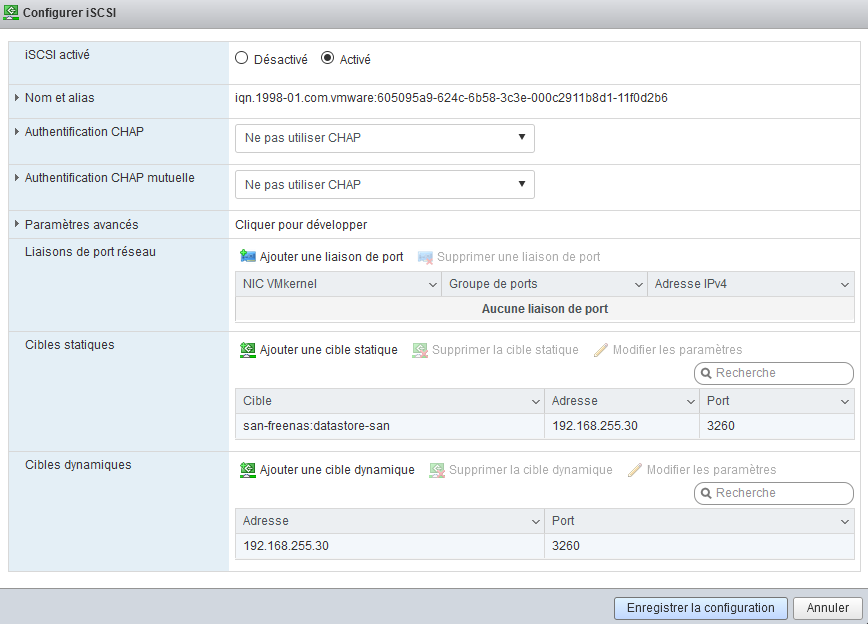 Configurer iSCSI
iSCSI activé
Désactivé Activé
Nom et alias iqn.1998-01.com.vmware:605095a9-624c-6b58-3c3e-000c2911b8d1-11f0d2b6
Authentification CHAP Ne pas utiliser CHAP
Authentification CHAP mutuelle Ne pas utiliser CHAP
Paramètres avancés Cliquer pour développer
Liaisons de port réseau
Ajouter une liaison de port Supprimer une liaison de port
NIC VMkernel Groupe de ports Adresse IPv4
Aucune liaison de port
Cibles statiques
Ajouter une cible statique Supprimer la cible statique Modifier les paramètres
Recherche
Cible Adresse Port
san-freenas:datastore-san 192.168.255.30 3260
Cibles dynamiques
Ajouter une cible dynamique Supprimer la cible dynamique Modifier les paramètres
Recherche
Adresse Port
192.168.255.30 3260
Enregistrer la configuration Annuler